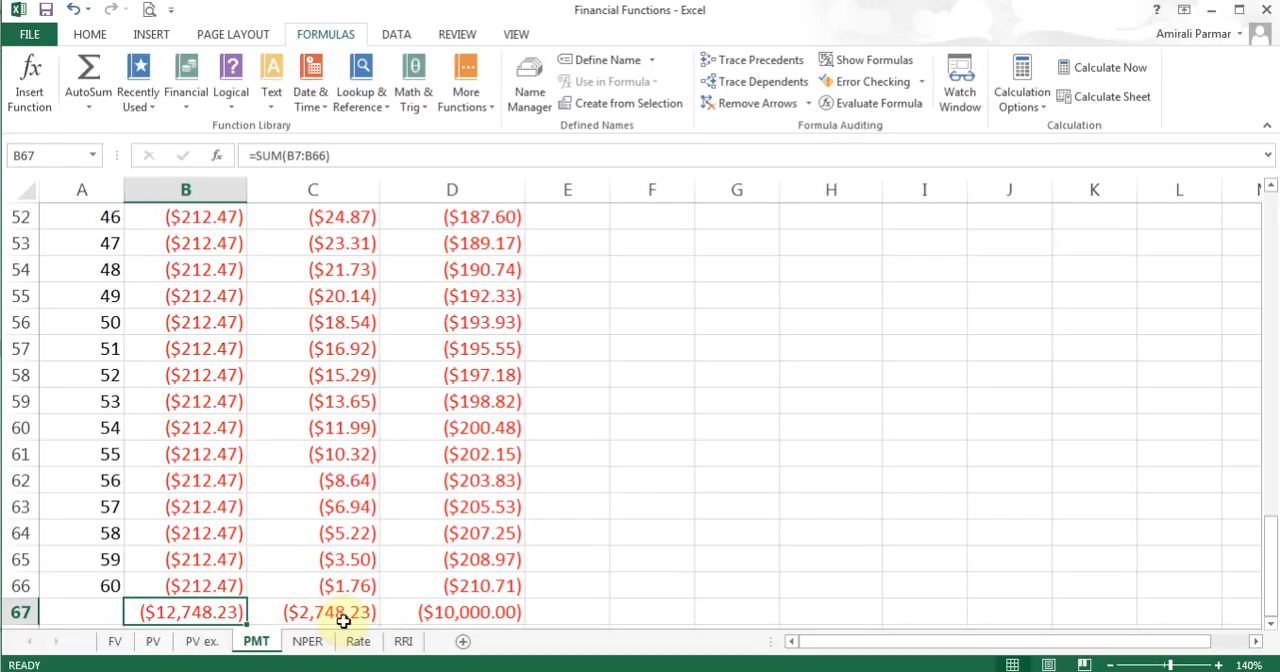 Financial Functions - Excel
?
FILE HOME INSERT PAGE LAYOUT FORMULAS DATA REVIEW VIEW Amirali Parmar
Insert Function
AutoSum
Recently Used
Financial
Logical
Text
Date & Time
Lookup & Reference
Math & Trig
More Functions
Function Library
Name Manager
Define Name
Use in Formula
Create from Selection
Defined Names
Trace Precedents
Trace Dependents
Remove Arrows
Show Formulas
Error Checking
Evaluate Formula
Formula Auditing
Watch Window
Calculation Options
Calculate Now
Calculate Sheet
Calculation
B67 fx =SUM(B7:B66)
A B C D E F G H I J K L
52 46 ($212.47) ($24.87) ($187.60)
53 47 ($212.47) ($23.31) ($189.17)
54 48 ($212.47) ($21.73) ($190.74)
55 49 ($212.47) ($20.14) ($192.33)
56 50 ($212.47) ($18.54) ($193.93)
57 51 ($212.47) ($16.92) ($195.55)
58 52 ($212.47) ($15.29) ($197.18)
59 53 ($212.47) ($13.65) ($198.82)
60 54 ($212.47) ($11.99) ($200.48)
61 55 ($212.47) ($10.32) ($202.15)
62 56 ($212.47) ($8.64) ($203.83)
63 57 ($212.47) ($6.94) ($205.53)
64 58 ($212.47) ($5.22) ($207.25)
65 59 ($212.47) ($3.50) ($208.97)
66 60 ($212.47) ($1.76) ($210.71)
67 ($12,748.23) ($2,748.23) ($10,000.00)
FV PV PV ex. PMT NPER Rate RRI
READY 140%